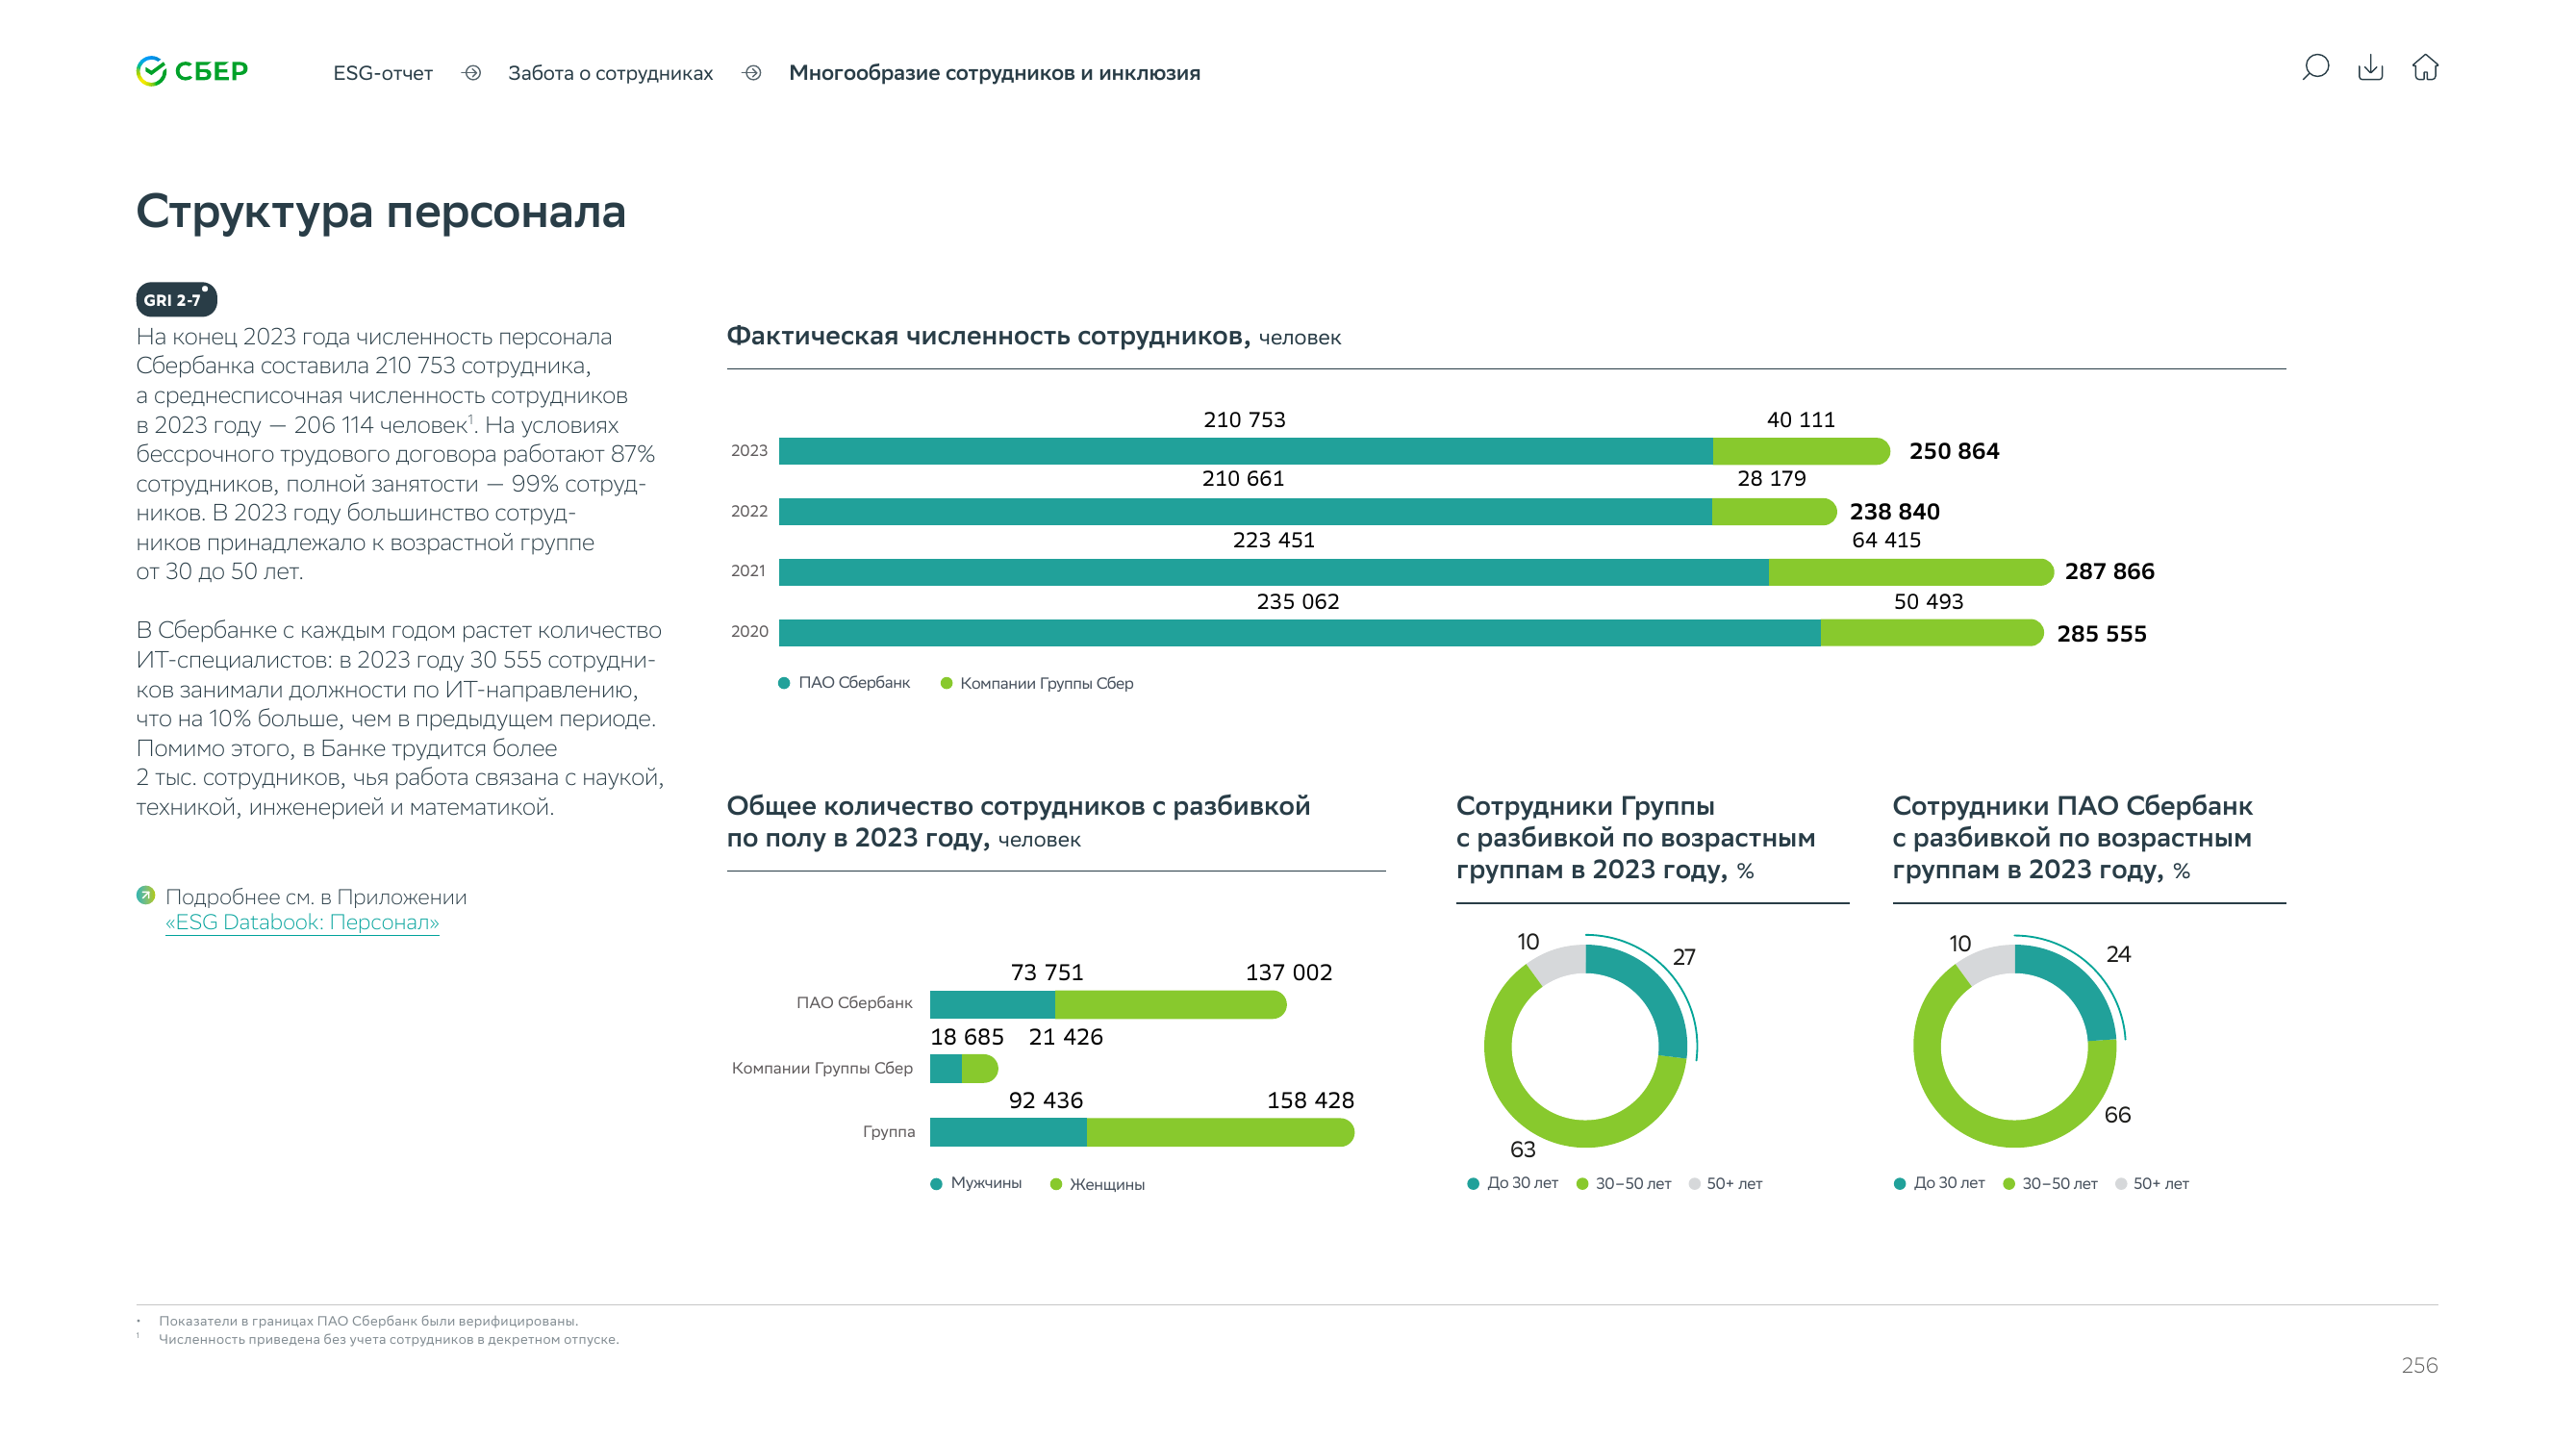 СБЕР
ESG-отчет
Забота о сотрудниках
Многообразие сотрудников и инклюзия
Структура персонала
GRI 2-7•
На конец 2023 года численность персонала
Сбербанка составила 210 753 сотрудника,
а среднесписочная численность сотрудников
в 2023 году — 206 114 человек¹. На условиях
бессрочного трудового договора работают 87%
сотрудников, полной занятости — 99% сотруд-
ников. В 2023 году большинство сотруд-
ников принадлежало к возрастной группе
от 30 до 50 лет.
В Сбербанке с каждым годом растет количество
ИТ-специалистов: в 2023 году 30 555 сотрудни-
ков занимали должности по ИТ-направлению,
что на 10% больше, чем в предыдущем периоде.
Помимо этого, в Банке трудится более
2 тыс. сотрудников, чья работа связана с наукой,
техникой, инженерией и математикой.
Подробнее см. в Приложении
«ESG Databook: Персонал»
Фактическая численность сотрудников, человек
210 753 40 111
2023 250 864
210 661 28 179
2022 238 840
223 451 64 415
2021 287 866
235 062 50 493
2020 285 555
ПАО Сбербанк Компании Группы Сбер
Общее количество сотрудников с разбивкой
по полу в 2023 году, человек
73 751 137 002
ПАО Сбербанк
18 685 21 426
Компании Группы Сбер
92 436 158 428
Группа
Мужчины Женщины
Сотрудники Группы
с разбивкой по возрастным
группам в 2023 году, %
10
27
63
До 30 лет 30–50 лет 50+ лет
Сотрудники ПАО Сбербанк
с разбивкой по возрастным
группам в 2023 году, %
10
24
66
До 30 лет 30–50 лет 50+ лет
• Показатели в границах ПАО Сбербанк были верифицированы.
¹ Численность приведена без учета сотрудников в декретном отпуске.
256